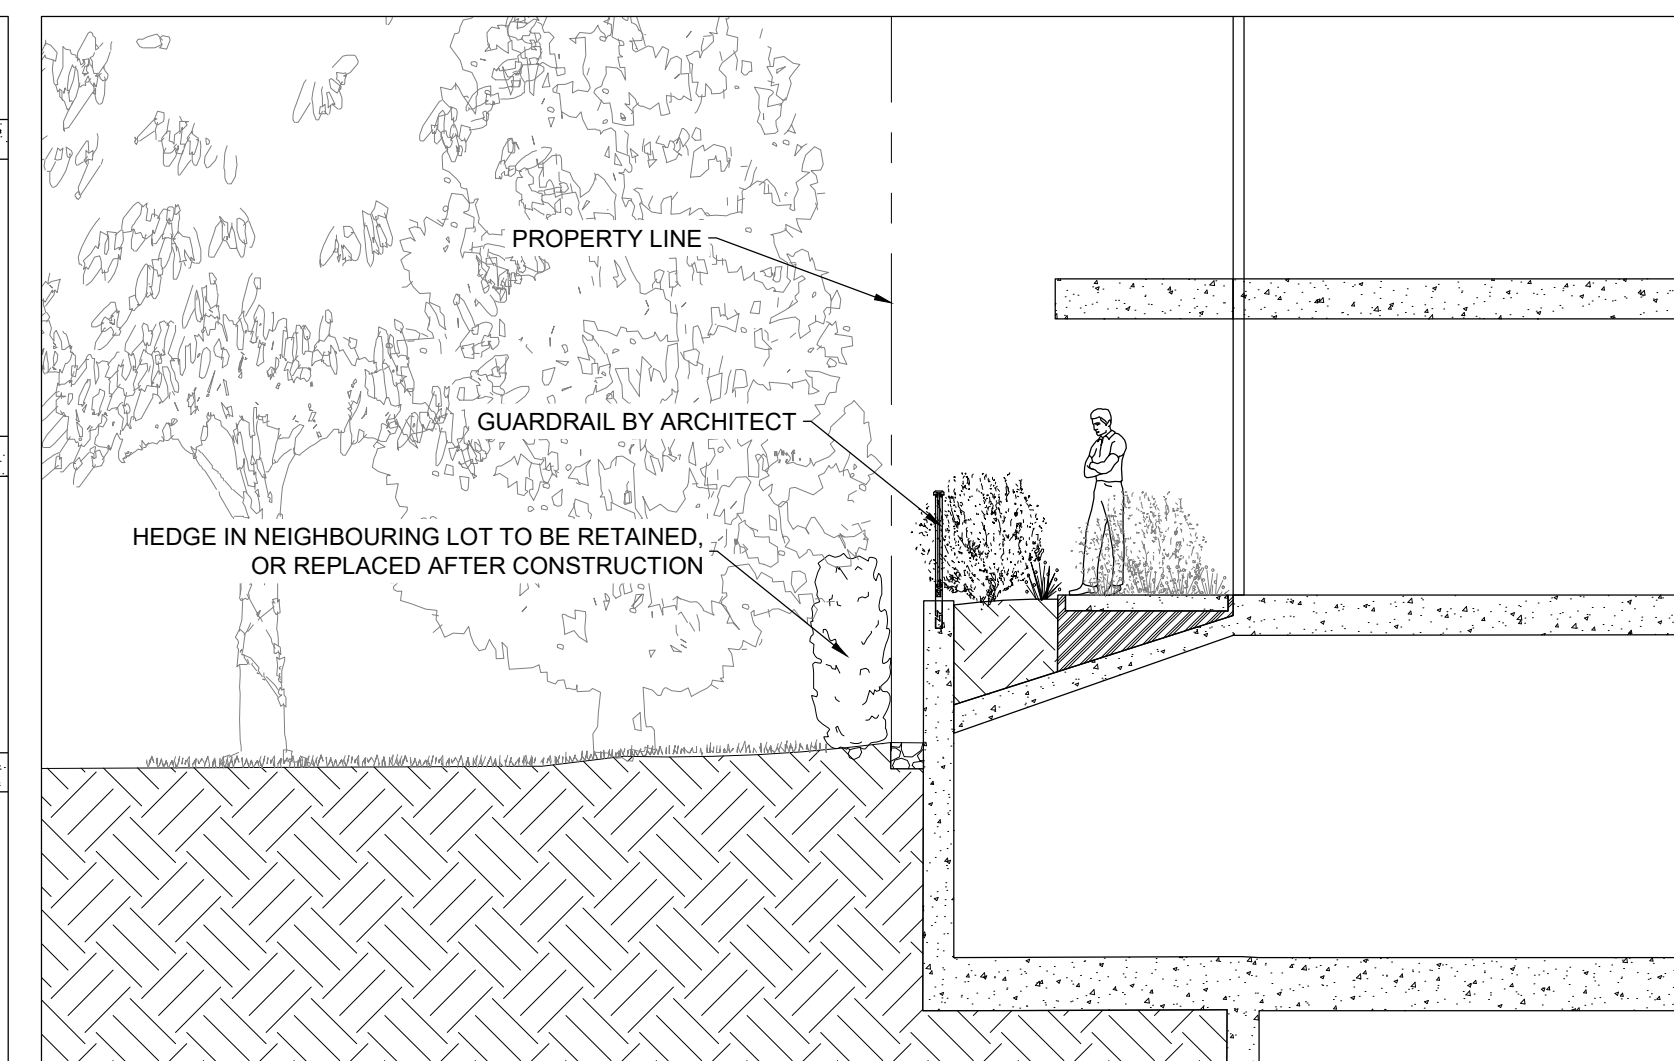 PROPERTY LINE
GUARDRAIL BY ARCHITECT
HEDGE IN NEIGHBOURING LOT TO BE RETAINED,
OR REPLACED AFTER CONSTRUCTION